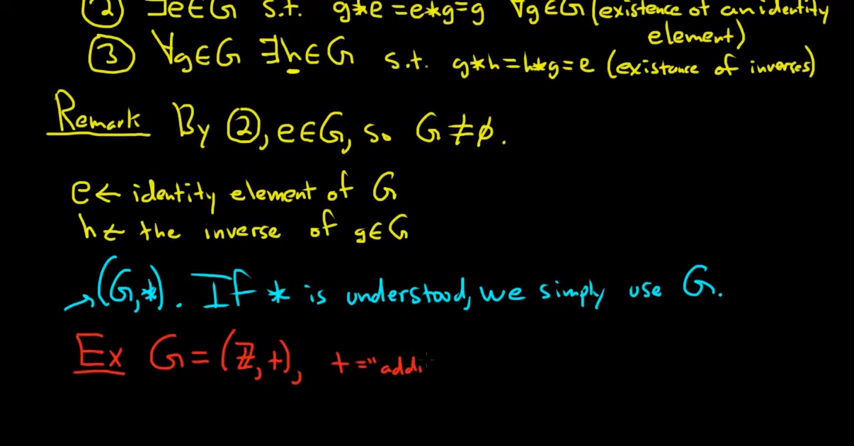 ② ∃e∈G s.t. g*e=e*g=g ∀g∈G (existence of an identity element)
③ ∀g∈G ∃h∈G s.t. g*h=h*g=e (existance of inverses)
Remark By ②, e∈G, so G≠∅.
e← identity element of G
h← the inverse of g∈G
→(G,*). If * is understood, we simply use G.
Ex G=(ℤ,+), +="addi